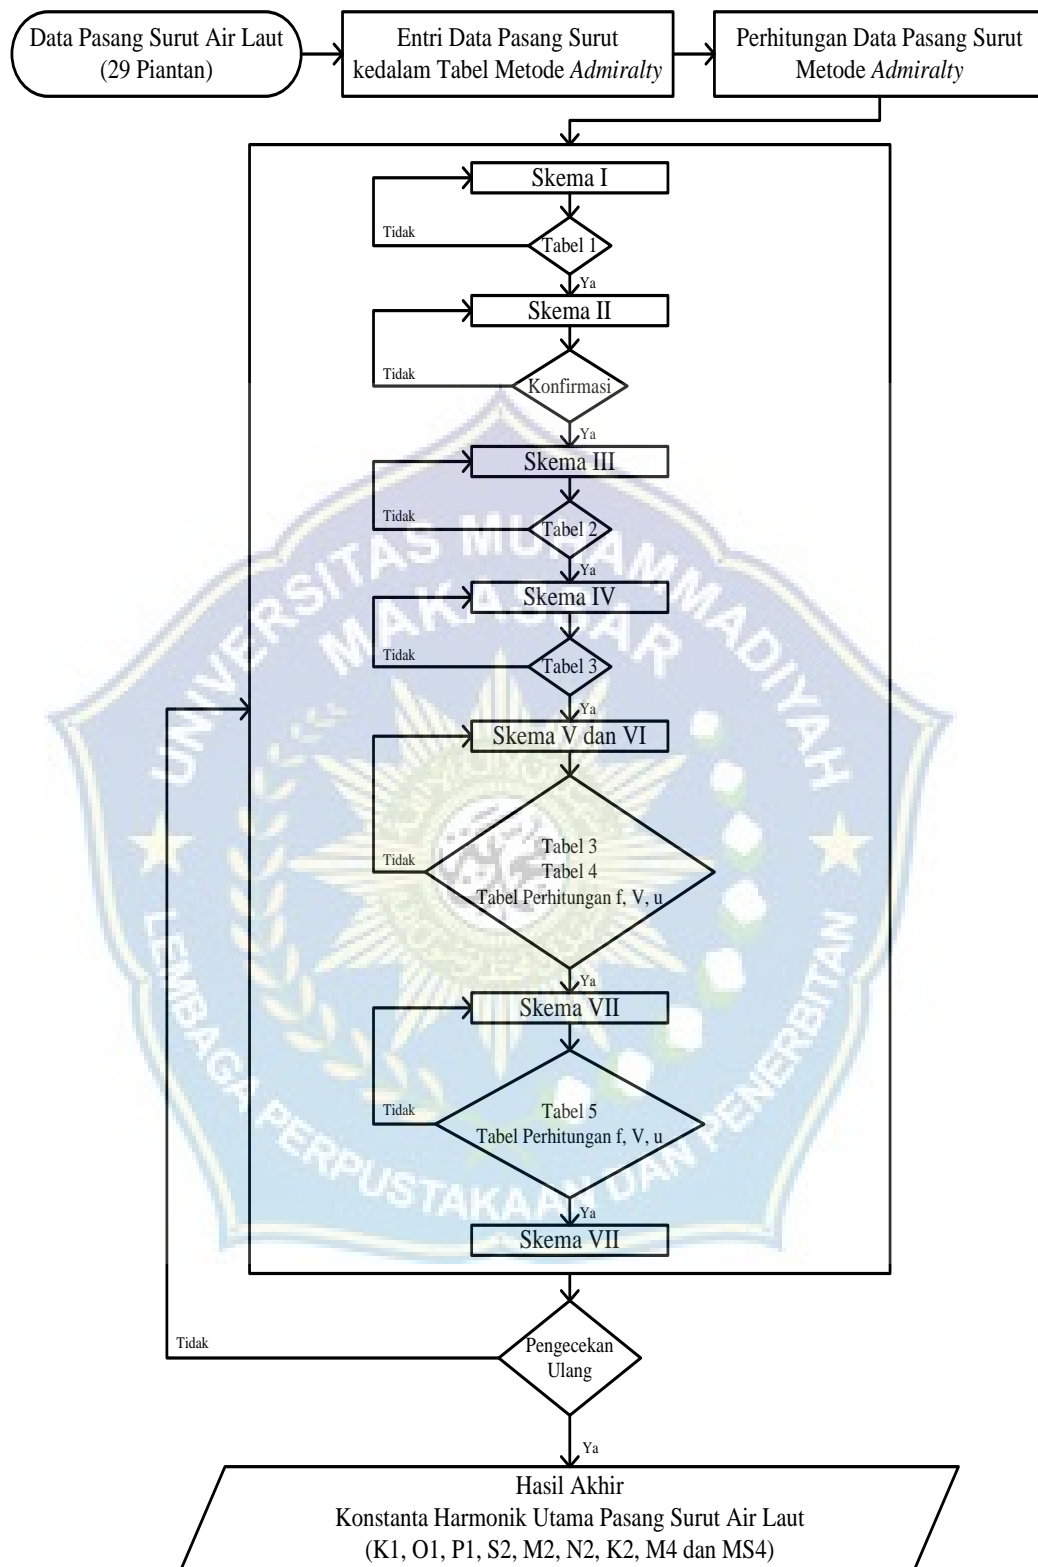 Data Pasang Surut Air Laut
(29 Piantan)
Entri Data Pasang Surut
kedalam Tabel Metode Admiralty
Perhitungan Data Pasang Surut
Metode Admiralty
Skema I
Tidak
Tabel 1
Ya
Skema II
Tidak
Konfirmasi
Ya
Skema III
Tidak
Tabel 2
Ya
Skema IV
Tidak
Tabel 3
Ya
Skema V dan VI
Tidak
Tabel 3
Tabel 4
Tabel Perhitungan f, V, u
Ya
Skema VII
Tidak
Tabel 5
Tabel Perhitungan f, V, u
Ya
Skema VII
Tidak
Pengecekan
Ulang
Ya
Hasil Akhir
Konstanta Harmonik Utama Pasang Surut Air Laut
(K1, O1, P1, S2, M2, N2, K2, M4 dan MS4)
UNIVERSITAS MUHAMMADIYAH
MAKASSAR
LEMBAGA PERPUSTAKAAN DAN PENERBITAN